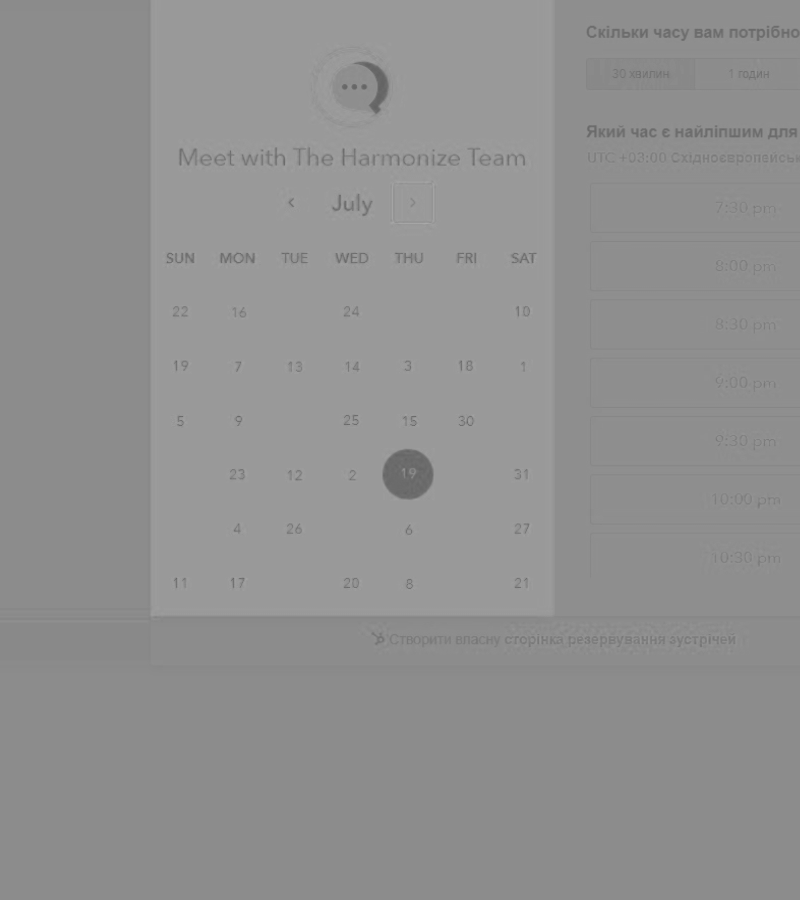 Meet with The Harmonize Team
July
SUN MON TUE WED THU FRI SAT
22 16 24 10
19 7 13 14 3 18 1
5 9 25 15 30
23 12 2 19 31
4 26 6 27
11 17 20 8 21
Скільки часу вам потрібно
30 хвилин 1 годин
Який час є найліпшим для
UTC +03:00 Східноєвропейськ
7:30 pm
8:00 pm
8:30 pm
9:00 pm
9:30 pm
10:00 pm
10:30 pm
Створити власну сторінка резервування зустрічей